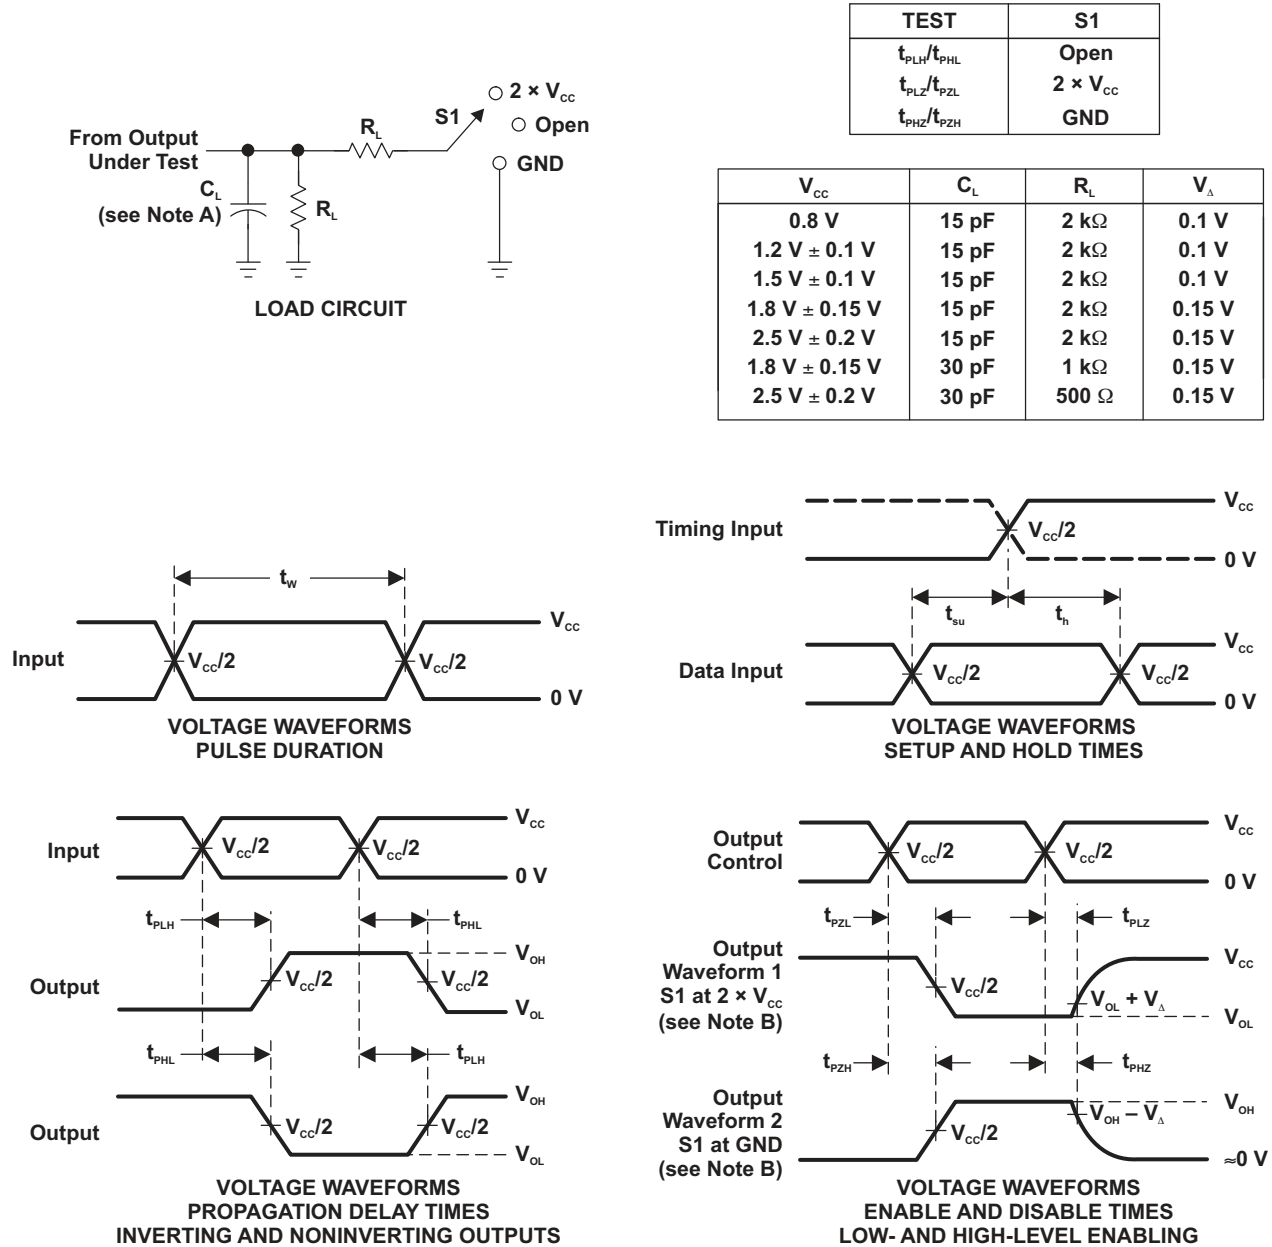 TEST S1
tPLH/tPHL Open
tPLZ/tPZL 2 × VCC
tPHZ/tPZH GND
2 × VCC
S1
Open
RL
From Output
Under Test
GND
CL
(see Note A)
RL
LOAD CIRCUIT
VCC CL RL VΔ
0.8 V 15 pF 2 kΩ 0.1 V
1.2 V ± 0.1 V 15 pF 2 kΩ 0.1 V
1.5 V ± 0.1 V 15 pF 2 kΩ 0.1 V
1.8 V ± 0.15 V 15 pF 2 kΩ 0.15 V
2.5 V ± 0.2 V 15 pF 2 kΩ 0.15 V
1.8 V ± 0.15 V 30 pF 1 kΩ 0.15 V
2.5 V ± 0.2 V 30 pF 500 Ω 0.15 V
tW
VCC
Input
VCC/2 VCC/2
0 V
VOLTAGE WAVEFORMS
PULSE DURATION
VCC
Timing Input
VCC/2
0 V
tsu th
VCC
Data Input
VCC/2 VCC/2
0 V
VOLTAGE WAVEFORMS
SETUP AND HOLD TIMES
VCC
Input
VCC/2 VCC/2
0 V
tPLH tPHL
VOH
Output
VCC/2 VCC/2
VOL
tPHL tPLH
VOH
Output
VCC/2 VCC/2
VOL
VOLTAGE WAVEFORMS
PROPAGATION DELAY TIMES
INVERTING AND NONINVERTING OUTPUTS
VCC
Output
Control
VCC/2 VCC/2
0 V
tPZL tPLZ
Output
Waveform 1
S1 at 2 × VCC
(see Note B)
VCC
VCC/2
VOL + VΔ
VOL
tPZH tPHZ
Output
Waveform 2
S1 at GND
(see Note B)
VOH
VOH – VΔ
VCC/2
≈0 V
VOLTAGE WAVEFORMS
ENABLE AND DISABLE TIMES
LOW- AND HIGH-LEVEL ENABLING